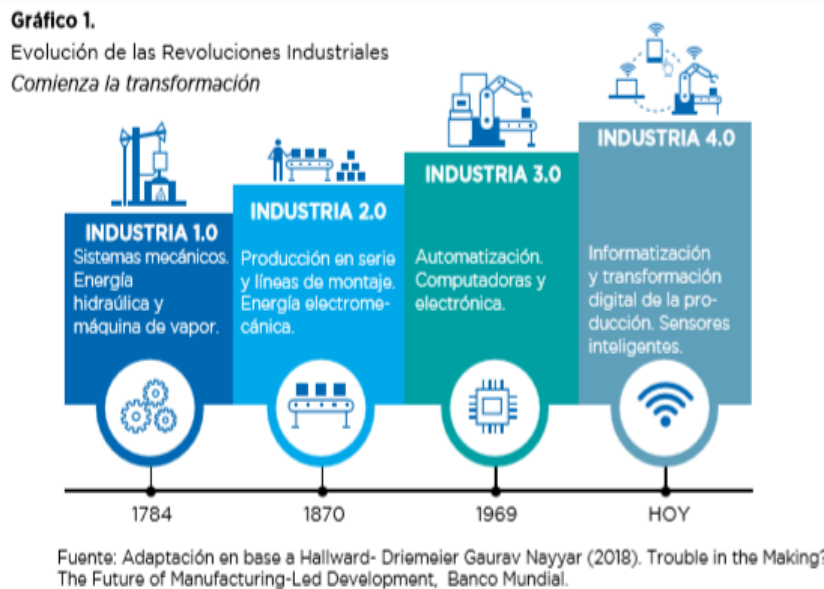 Gráfico 1.
Evolución de las Revoluciones Industriales
Comienza la transformación
INDUSTRIA 1.0
Sistemas mecánicos.
Energía
hidraúlica y
máquina de vapor.
INDUSTRIA 2.0
Producción en serie
y líneas de montaje.
Energía electrome-
cánica.
INDUSTRIA 3.0
Automatización.
Computadoras y
electrónica.
INDUSTRIA 4.0
Informatización
y transformación
digital de la pro-
ducción. Sensores
inteligentes.
1784
1870
1969
HOY
Fuente: Adaptación en base a Hallward- Driemeier Gaurav Nayyar (2018). Trouble in the Making?
The Future of Manufacturing-Led Development, Banco Mundial.